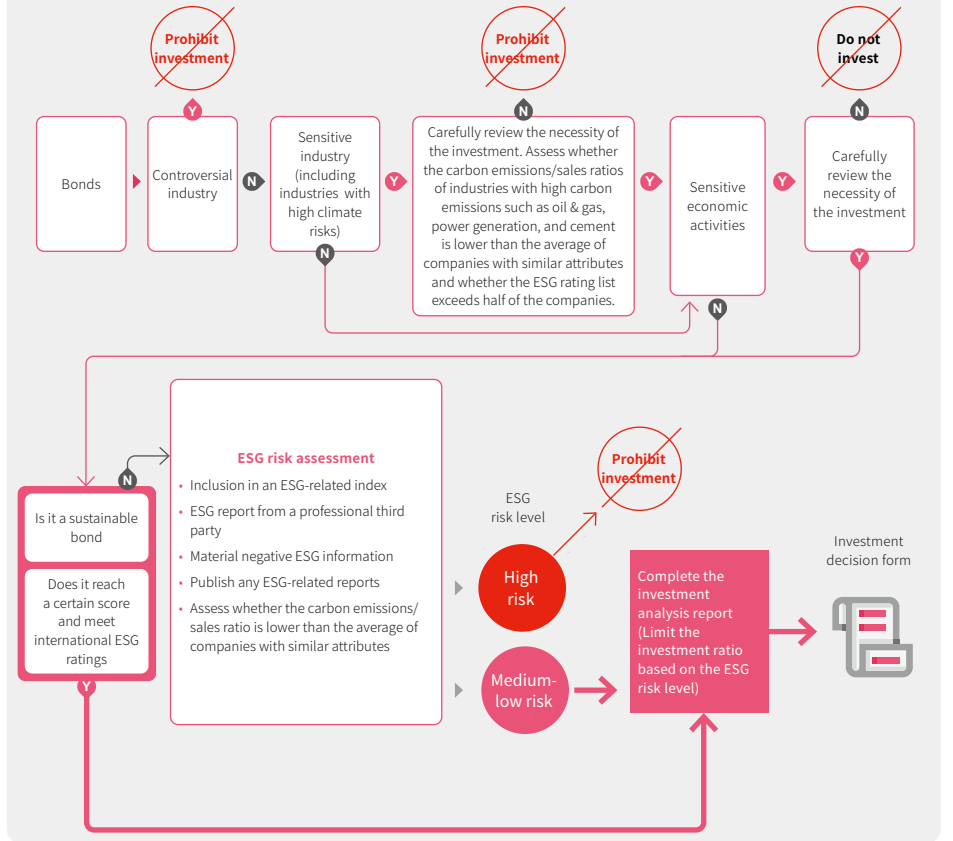 Prohibit
investment
Prohibit
investment
Do not
invest
Y
N
N
Bonds
Controversial
industry
N
Sensitive
industry
(including
industries with
high climate
risks)
Y
Carefully review the necessity of
the investment. Assess whether
the carbon emissions/sales ratios
of industries with high carbon
emissions such as oil & gas,
power generation, and cement
is lower than the average of
companies with similar attributes
and whether the ESG rating list
exceeds half of the companies.
Y
Sensitive
economic
activities
Y
Carefully
review the
necessity of
the investment
N
Y
N
N
Is it a sustainable
bond
Does it reach
a certain score
and meet
international ESG
ratings
Y
ESG risk assessment
• Inclusion in an ESG-related index
• ESG report from a professional third
party
• Material negative ESG information
• Publish any ESG-related reports
• Assess whether the carbon emissions/
sales ratio is lower than the average of
companies with similar attributes
ESG
risk level
Prohibit
investment
High
risk
Medium-
low risk
Complete the
investment
analysis report
(Limit the
investment ratio
based on the ESG
risk level)
Investment
decision form